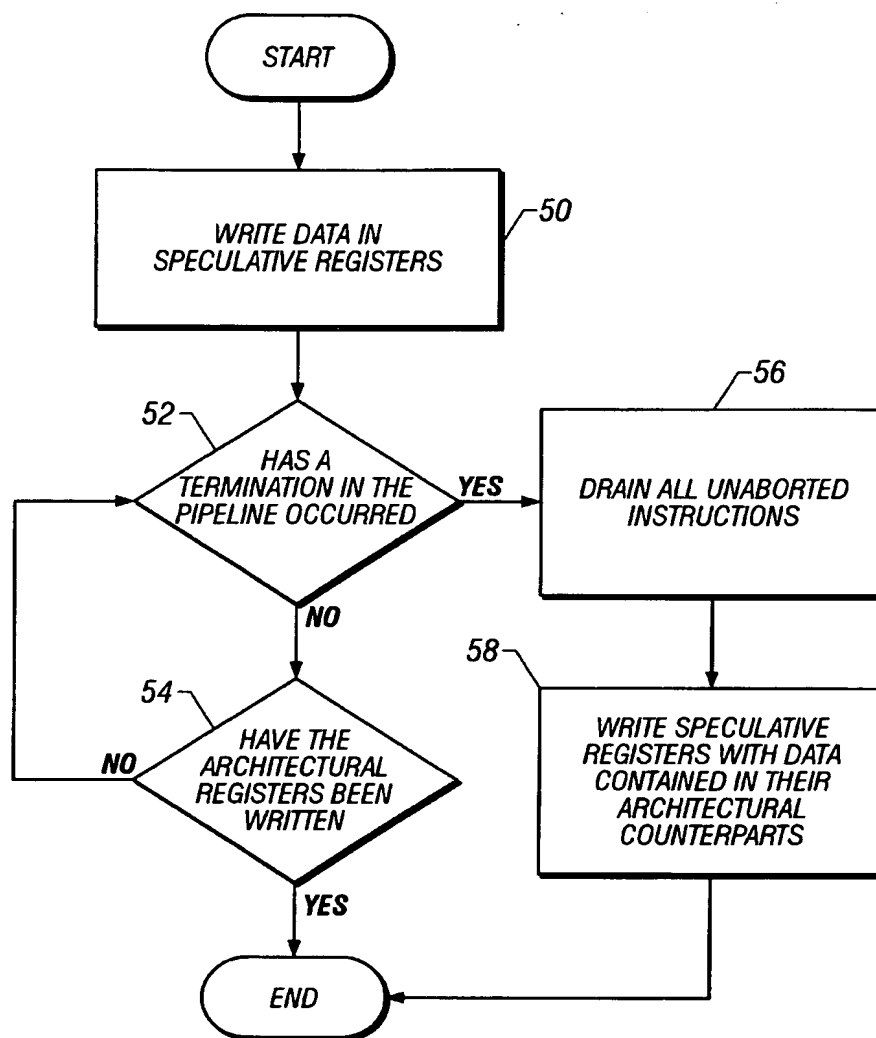 START
50
WRITE DATA IN
SPECULATIVE REGISTERS
56
52
HAS A
TERMINATION IN THE
PIPELINE OCCURRED
YES
DRAIN ALL UNABORTED
INSTRUCTIONS
NO
58
54
HAVE THE
ARCHITECTURAL
REGISTERS BEEN
WRITTEN
NO
WRITE SPECULATIVE
REGISTERS WITH DATA
CONTAINED IN THEIR
ARCHITECTURAL
COUNTERPARTS
YES
END